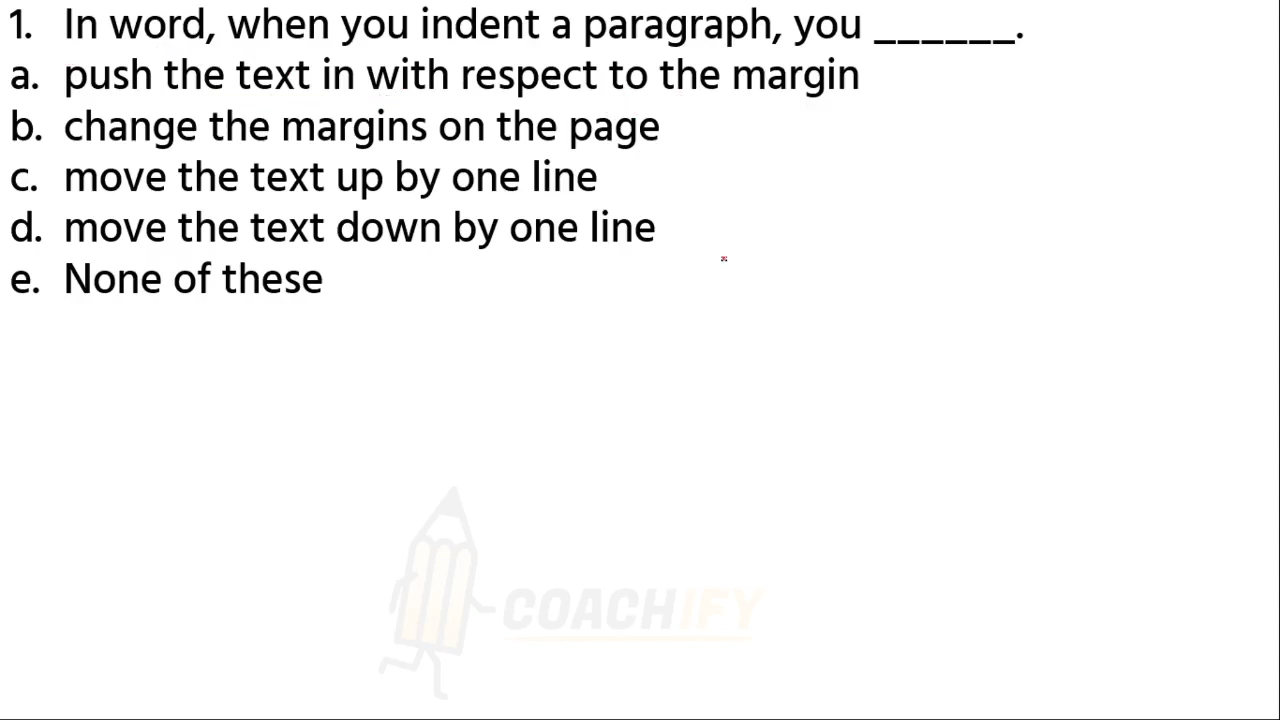 1. In word, when you indent a paragraph, you ______.
a. push the text in with respect to the margin
b. change the margins on the page
c. move the text up by one line
d. move the text down by one line
e. None of these
COACHIFY